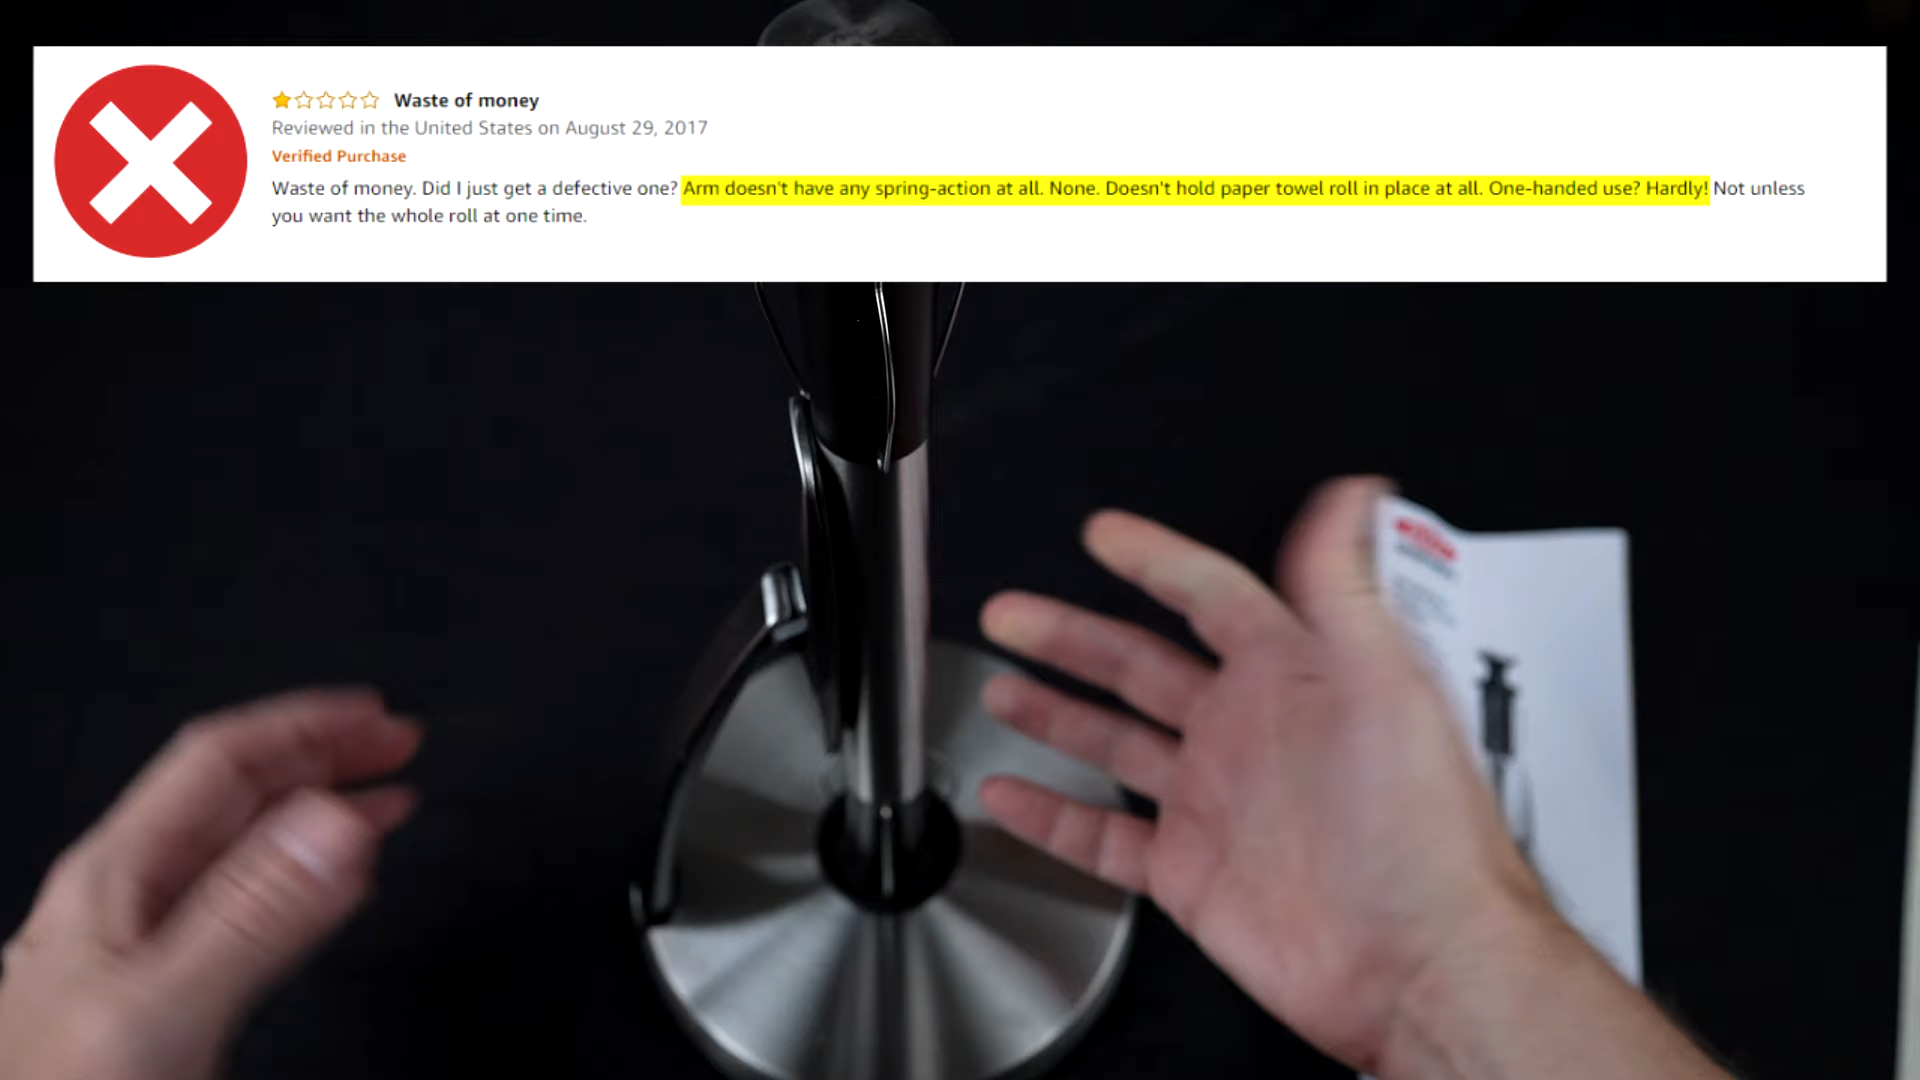 Waste of money
Reviewed in the United States on August 29, 2017
Verified Purchase
Waste of money. Did I just get a defective one? Arm doesn't have any spring-action at all. None. Doesn't hold paper towel roll in place at all. One-handed use? Hardly! Not unless
you want the whole roll at one time.